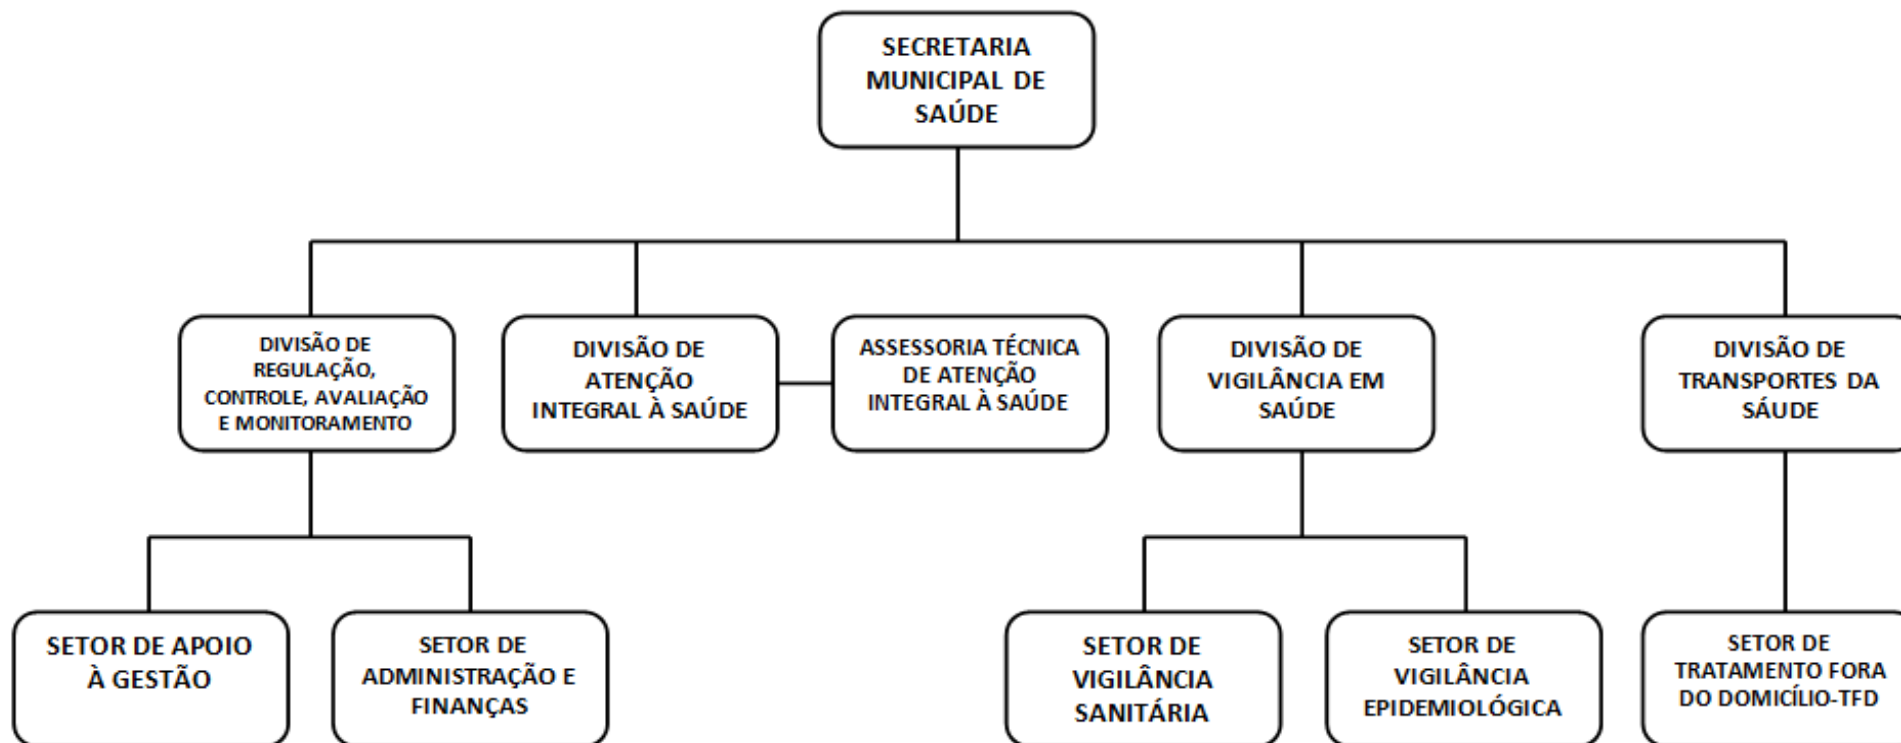 SECRETARIA
MUNICIPAL DE
SAÚDE
DIVISÃO DE
REGULAÇÃO,
CONTROLE, AVALIAÇÃO
E MONITORAMENTO
DIVISÃO DE
ATENÇÃO
INTEGRAL À SAÚDE
ASSESSORIA TÉCNICA
DE ATENÇÃO
INTEGRAL À SAÚDE
DIVISÃO DE
VIGILÂNCIA EM
SAÚDE
DIVISÃO DE
TRANSPORTES DA
SÁUDE
SETOR DE APOIO
À GESTÃO
SETOR DE
ADMINISTRAÇÃO E
FINANÇAS
SETOR DE
VIGILÂNCIA
SANITÁRIA
SETOR DE
VIGILÂNCIA
EPIDEMIOLÓGICA
SETOR DE
TRATAMENTO FORA
DO DOMICÍLIO-TFD